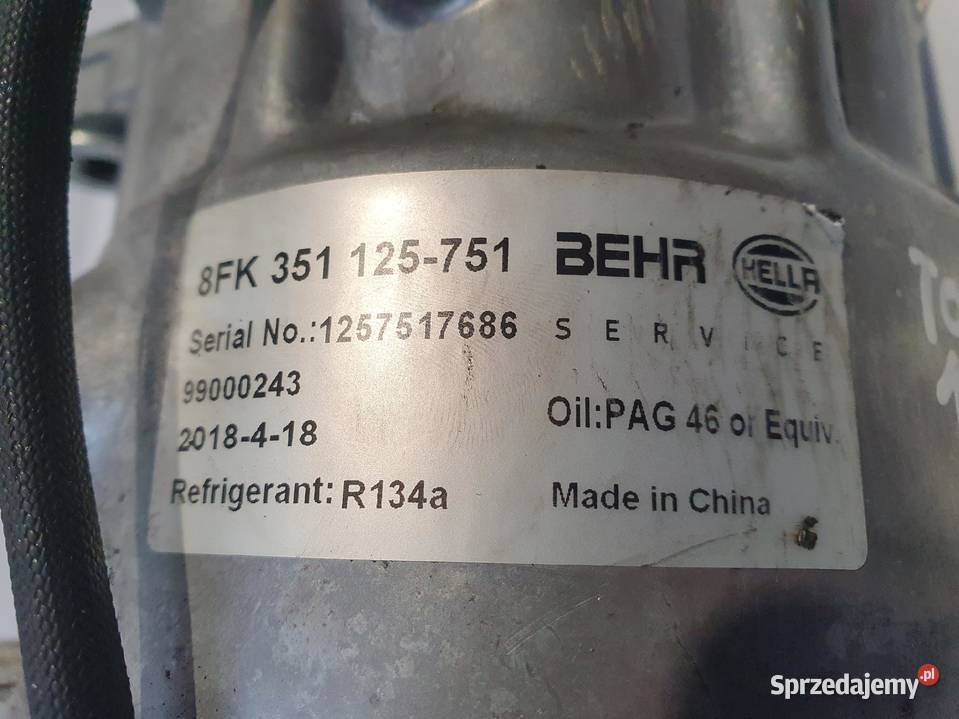 8FK 351 125-751 BEHR HELLA
Serial No.:1257517686 SERVICE
99000243
2018-4-18 Oil:PAG 46 or Equiv.
Refrigerant: R134a Made in China
Sprzedajemy.pl